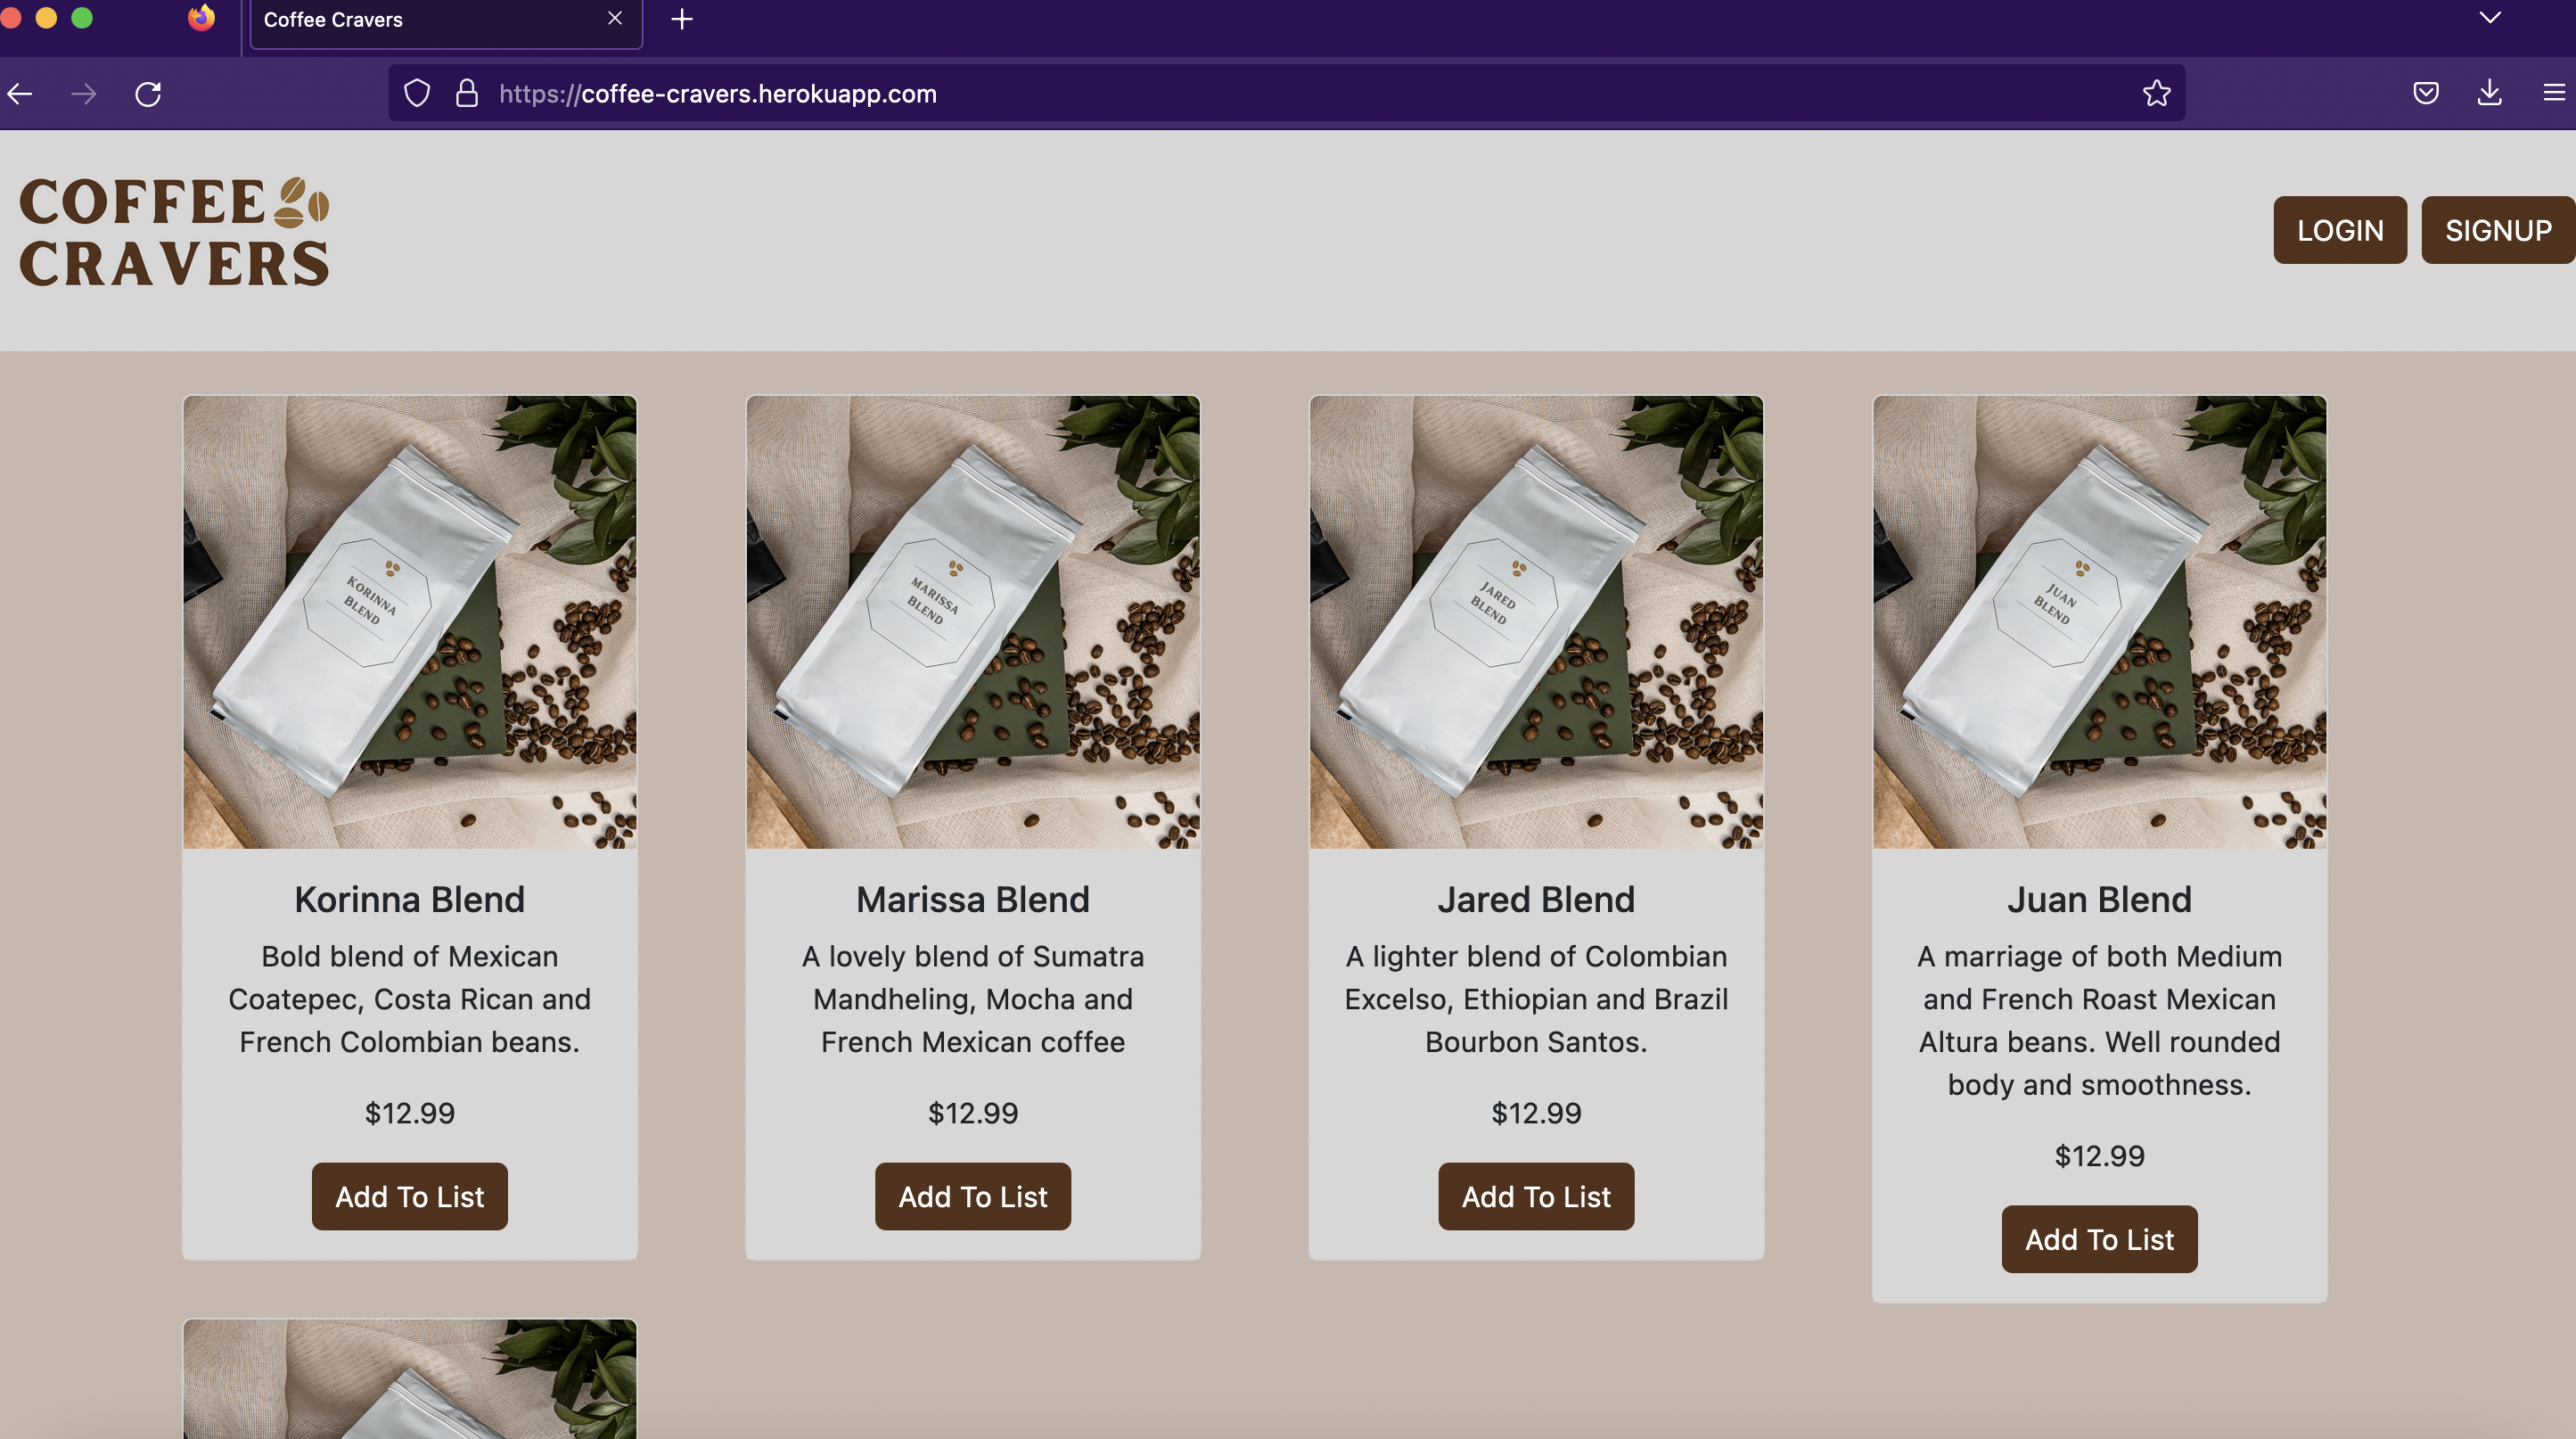 Coffee Cravers
https://coffee-cravers.herokuapp.com
COFFEE
CRAVERS
LOGIN
SIGNUP
KORINNA
BLEND
MARISSA
BLEND
JARED
BLEND
JUAN
BLEND
Korinna Blend
Bold blend of Mexican
Coatepec, Costa Rican and
French Colombian beans.
$12.99
Add To List
Marissa Blend
A lovely blend of Sumatra
Mandheling, Mocha and
French Mexican coffee
$12.99
Add To List
Jared Blend
A lighter blend of Colombian
Excelso, Ethiopian and Brazil
Bourbon Santos.
$12.99
Add To List
Juan Blend
A marriage of both Medium
and French Roast Mexican
Altura beans. Well rounded
body and smoothness.
$12.99
Add To List